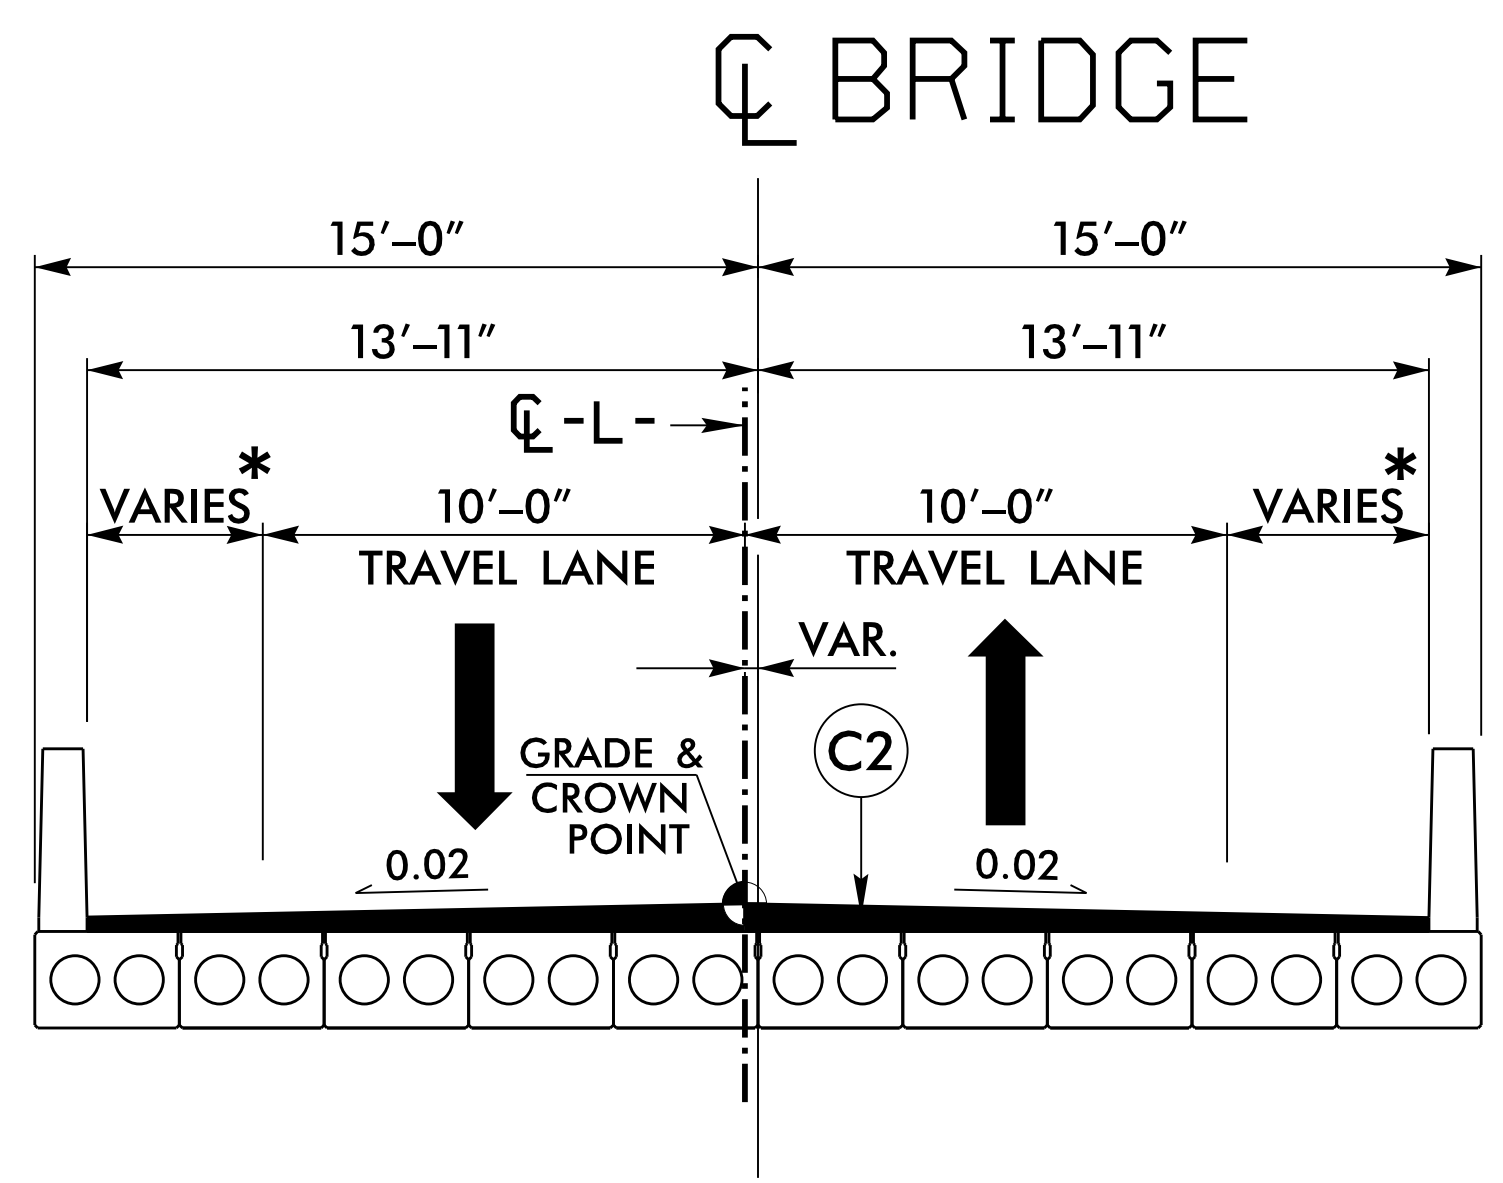 ℄ BRIDGE
15'–0" 15'–0"
13'–11" 13'–11"
℄ -L-
VARIES* 10'–0" 10'–0" VARIES*
TRAVEL LANE TRAVEL LANE
VAR.
GRADE & C2
CROWN
POINT
0.02 0.02